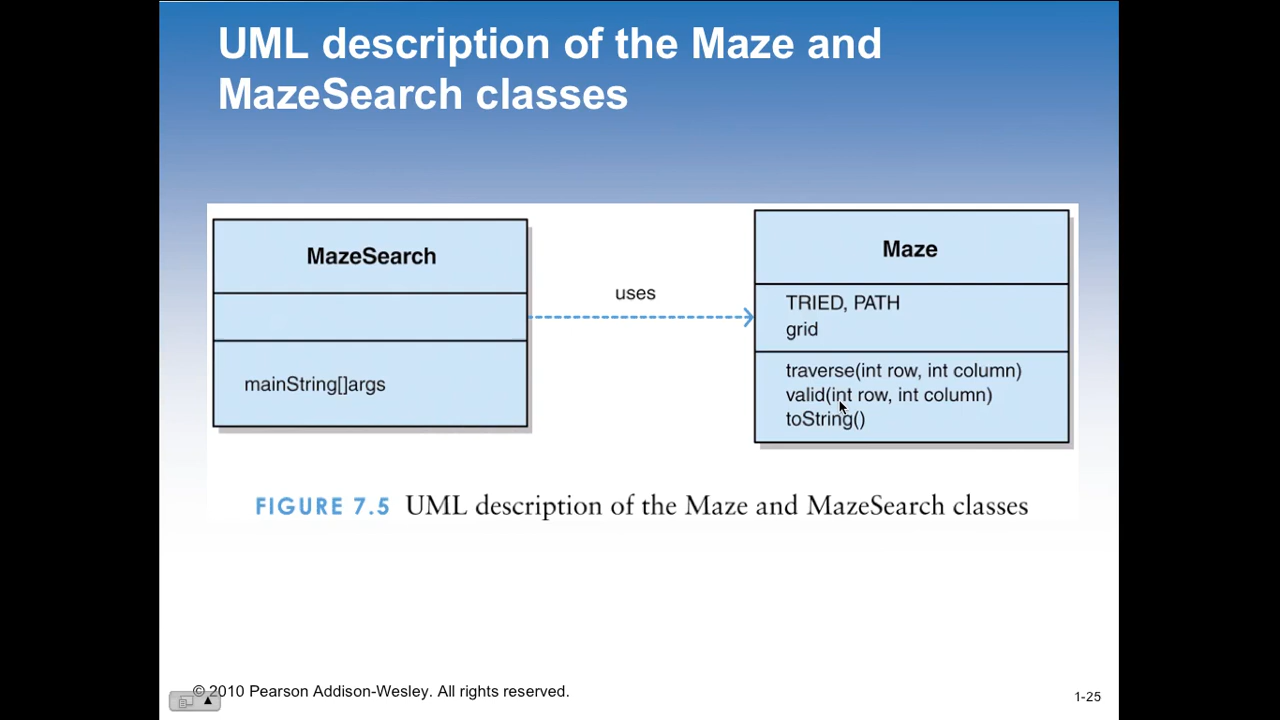 UML description of the Maze and
MazeSearch classes
MazeSearch
mainString[]args
uses
Maze
TRIED, PATH
grid
traverse(int row, int column)
valid(int row, int column)
toString()
FIGURE 7.5 UML description of the Maze and MazeSearch classes
© 2010 Pearson Addison-Wesley. All rights reserved.
1-25